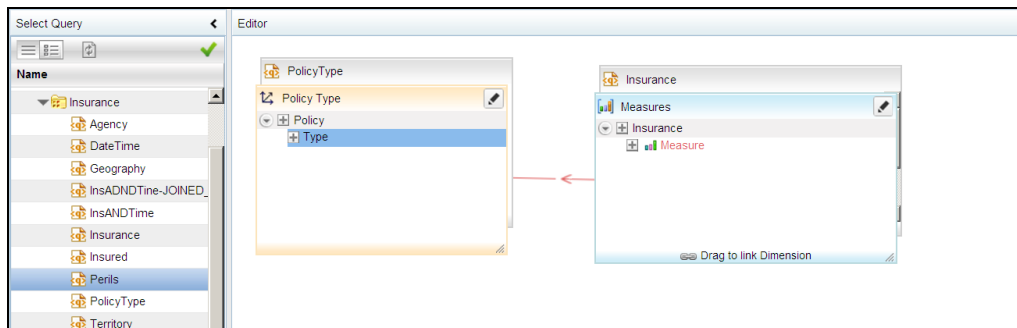 Select Query
Editor
Name
Insurance
Agency
DateTime
Geography
InsADNDTine-JOINED_
InsANDTime
Insurance
Insured
Perils
PolicyType
Territory
PolicyType
Policy Type
Policy
Type
Insurance
Measures
Insurance
Measure
Drag to link Dimension